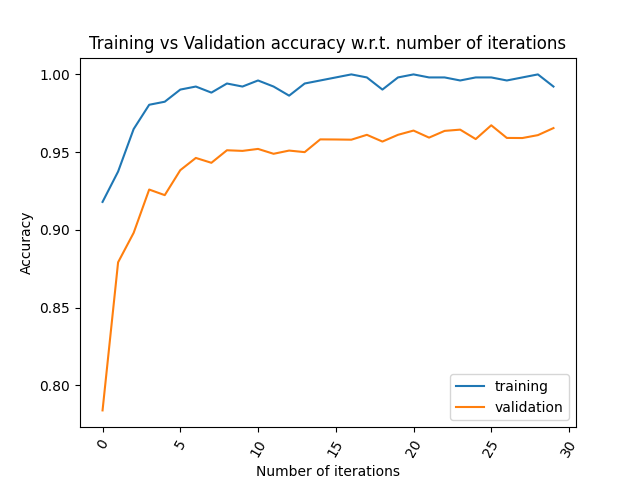 Training vs Validation accuracy w.r.t. number of iterations
1.00
0.95
0.90
0.85
0.80
Accuracy
training
validation
0 5 10 15 20 25 30
Number of iterations